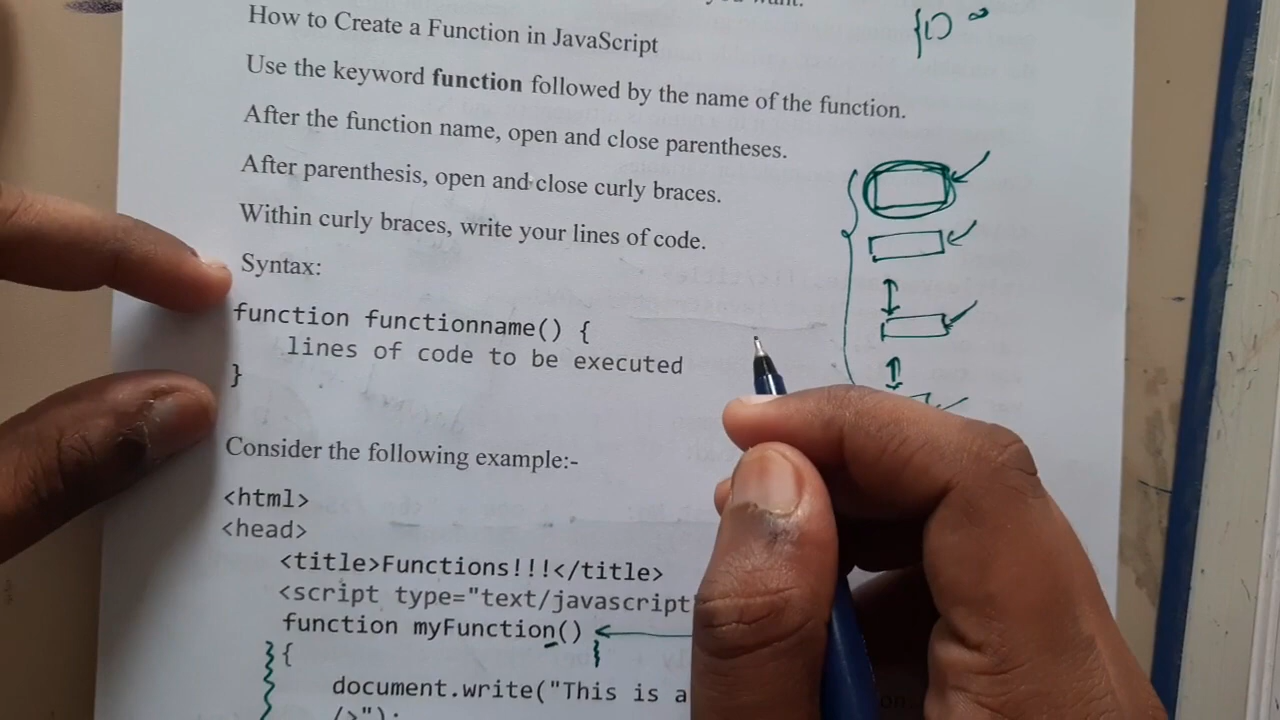 How to Create a Function in JavaScript
Use the keyword function followed by the name of the function.
After the function name, open and close parentheses.
After parenthesis, open and close curly braces.
Within curly braces, write your lines of code.
Syntax:
function functionname() {
lines of code to be executed
}
Consider the following example:-
<html>
<head>
<title>Functions!!!</title>
<script type="text/javascript
function myFunction()
{
document.write("This is a
/>");